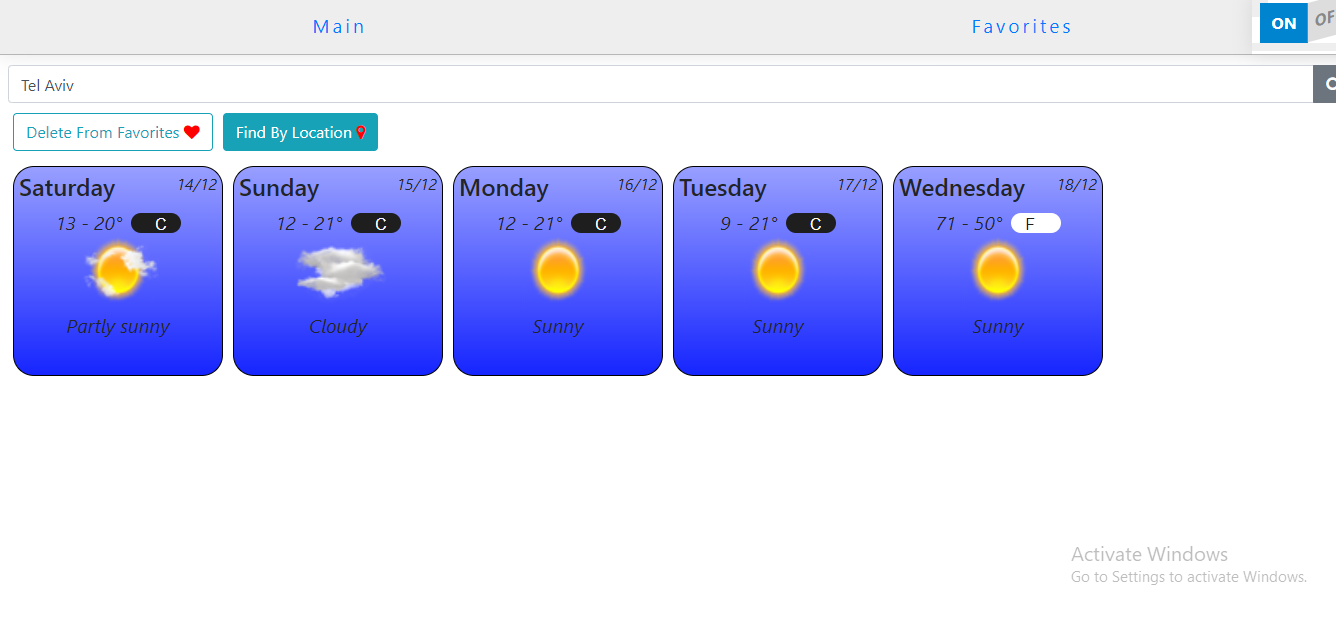 Main
Favorites
ON
OF
Tel Aviv
Delete From Favorites
Find By Location
Saturday 14/12
13 - 20° C
Partly sunny
Sunday 15/12
12 - 21° C
Cloudy
Monday 16/12
12 - 21° C
Sunny
Tuesday 17/12
9 - 21° C
Sunny
Wednesday 18/12
71 - 50° F
Sunny
Activate Windows
Go to Settings to activate Windows.